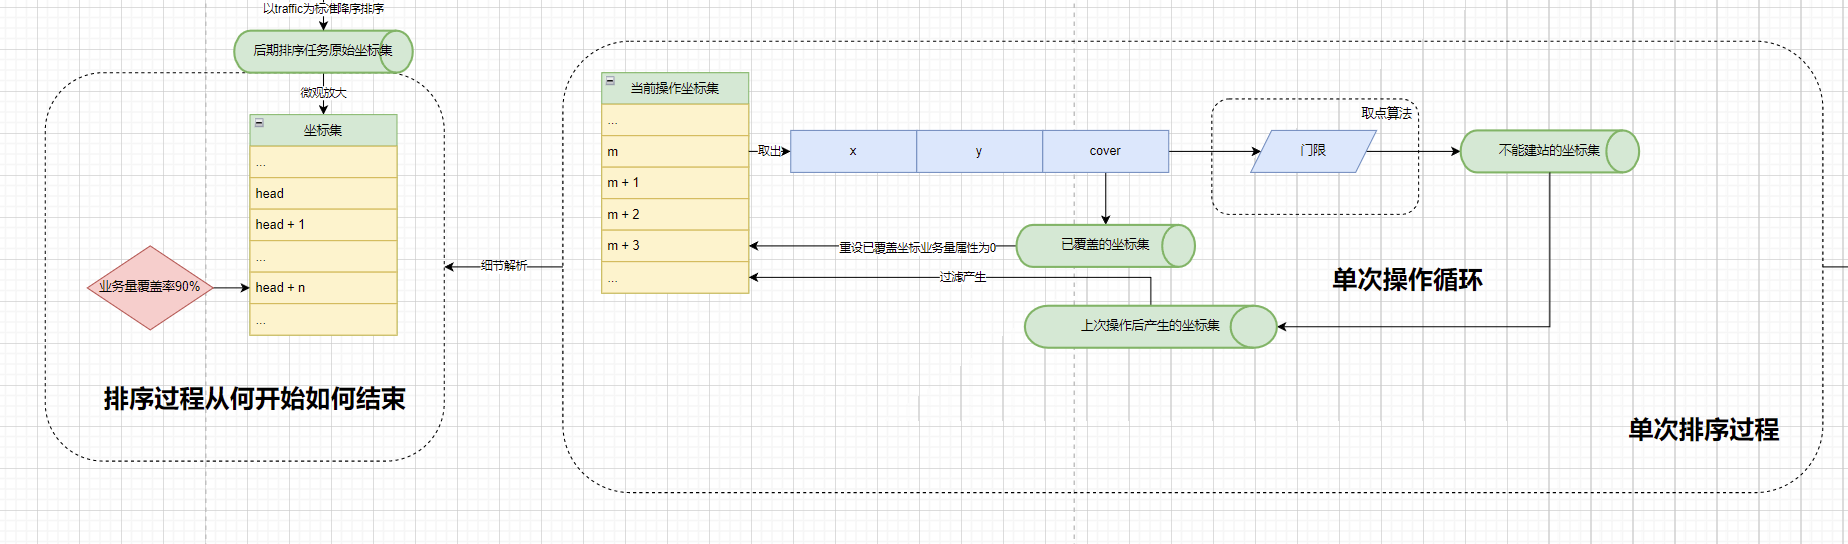 以traffic为标准降序排序
后期排序任务原始坐标集
微观放大
坐标集
...
head
head + 1
...
head + n
...
业务量覆盖率90%
排序过程从何开始如何结束
细节解析
当前操作坐标集
...
m
m + 1
m + 2
m + 3
...
取出
x
y
cover
取点算法
门限
不能建站的坐标集
已覆盖的坐标集
重设已覆盖坐标业务量属性为0
过滤产生
上次操作后产生的坐标集
单次操作循环
单次排序过程